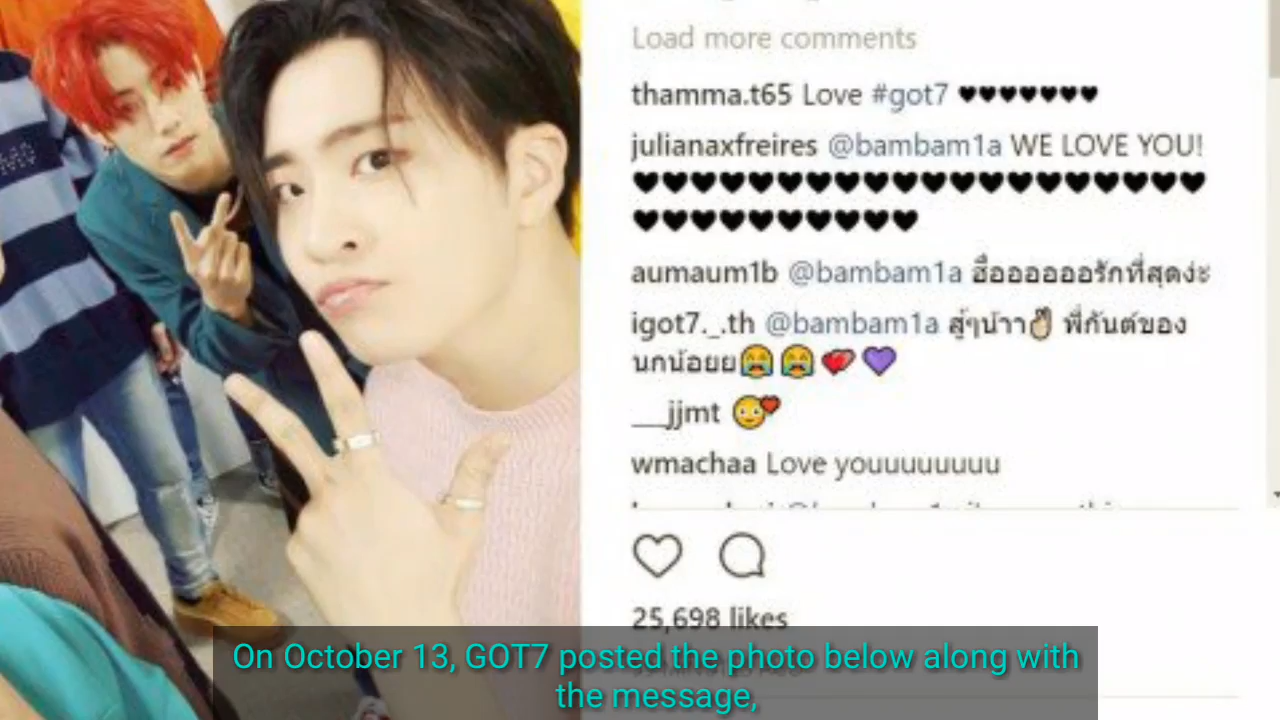 Load more comments
thamma.t65 Love #got7 ♥♥♥♥♥♥♥
julianaxfreires @bambam1a WE LOVE YOU!
♥♥♥♥♥♥♥♥♥♥♥♥♥♥♥♥♥♥♥♥
♥♥♥♥♥♥♥♥♥♥
aumaum1b @bambam1a ฮื่อออออออรักที่สุดง่ะ
igot7._.th @bambam1a สู้ๆน้าา✌🏻 พี่กันต์ของ
นกน้อยย😭😭💕💜
__jjmt 😳❤
wmachaa Love youuuuuuuu
25,698 likes
On October 13, GOT7 posted the photo below along with
the message,